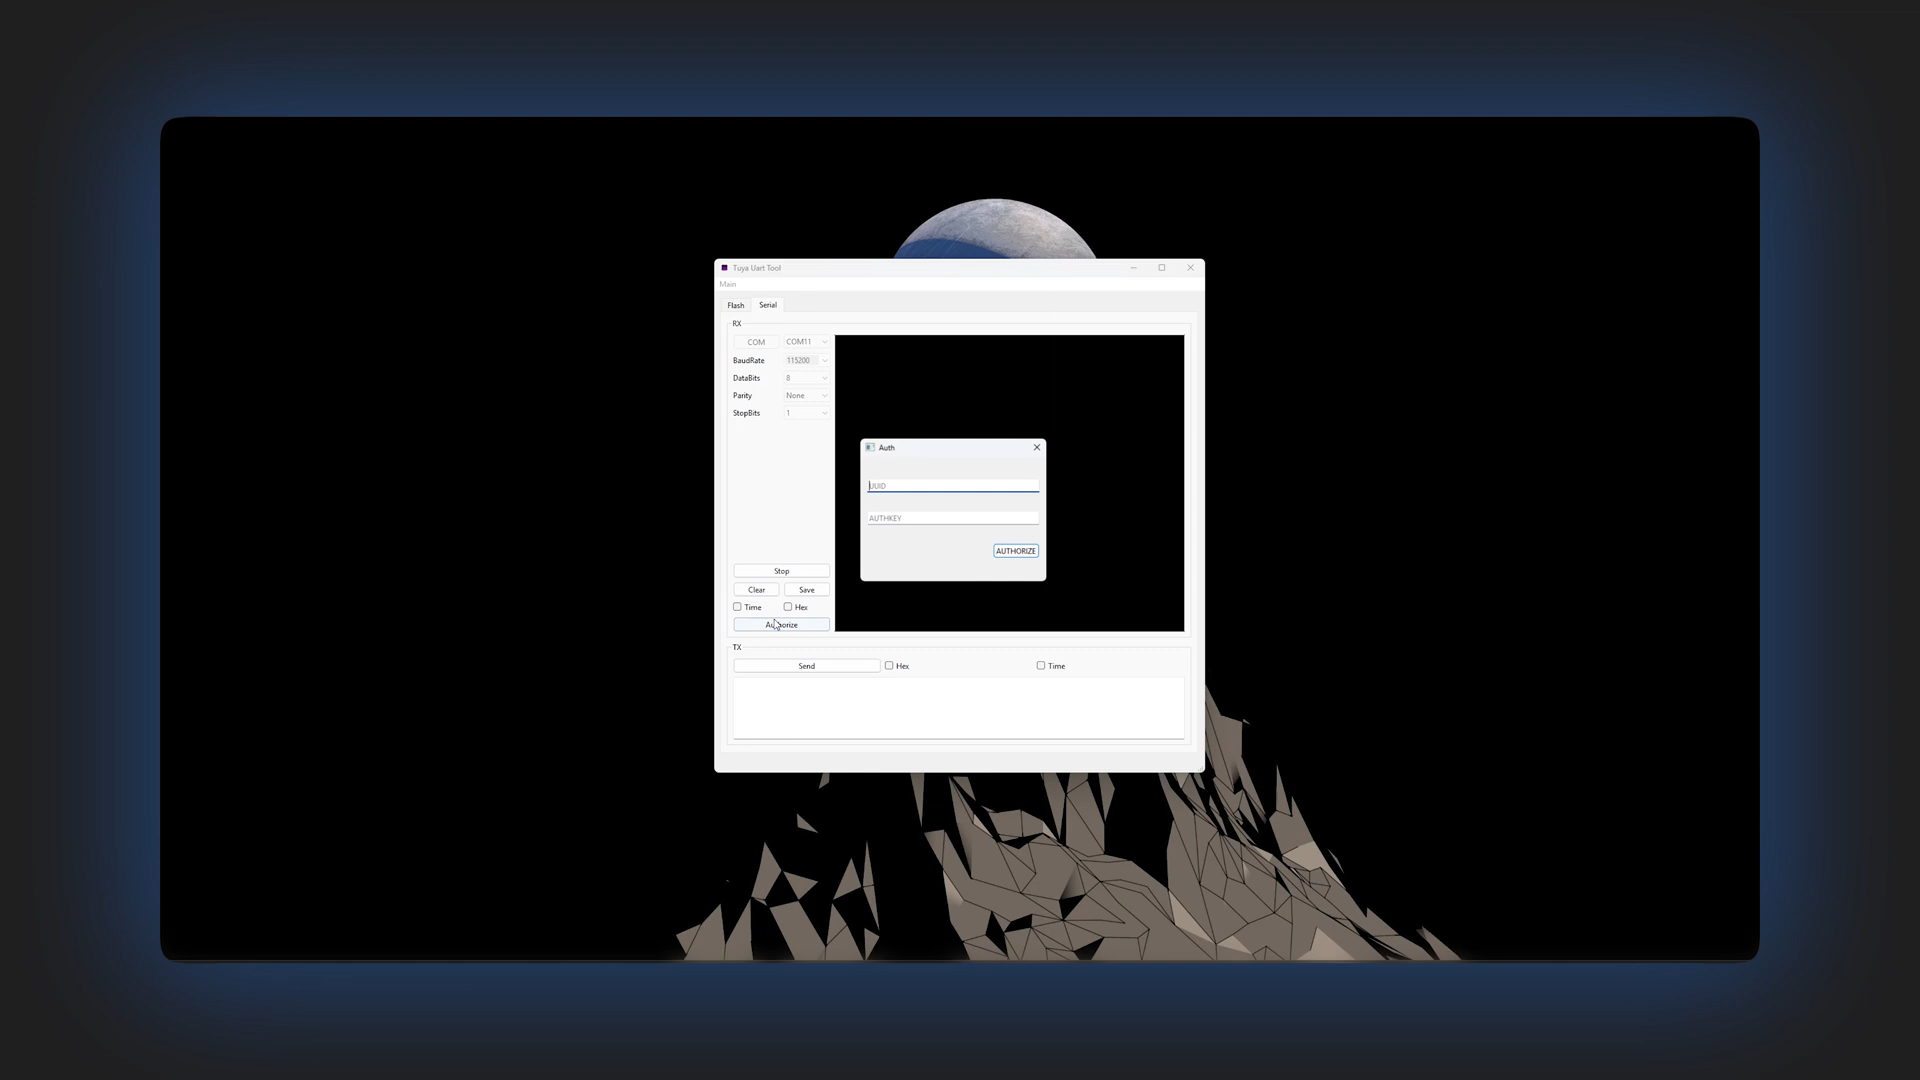 Tuya Uart Tool
Main
Flash Serial
RX
COM COM11
BaudRate 115200
DataBits 8
Parity None
StopBits 1
Auth
UUID
AUTHKEY
AUTHORIZE
Stop
Clear Save
Time Hex
Authorize
TX
Send Hex Time